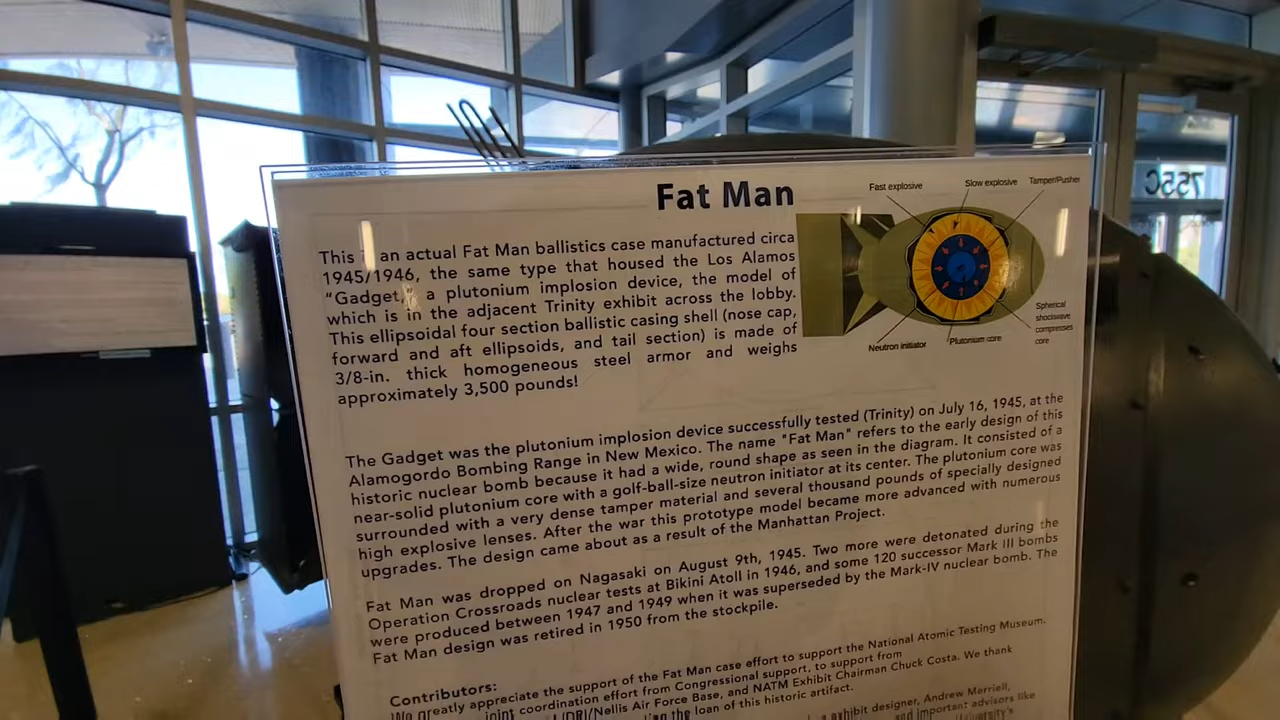 Fat Man
Fast explosive
Slow explosive
Tamper/Pusher
This is an actual Fat Man ballistics case manufactured circa
1945/1946, the same type that housed the Los Alamos
"Gadget," a plutonium implosion device, the model of
which is in the adjacent Trinity exhibit across the lobby.
This ellipsoidal four section ballistic casing shell (nose cap,
forward and aft ellipsoids, and tail section) is made of
3/8-in. thick homogeneous steel armor and weighs
approximately 3,500 pounds!
Spherical
shockwave
compresses
core
Neutron initiator
Plutonium core
The Gadget was the plutonium implosion device successfully tested (Trinity) on July 16, 1945, at the
Alamogordo Bombing Range in New Mexico. The name "Fat Man" refers to the early design of this
historic nuclear bomb because it had a wide, round shape as seen in the diagram. It consisted of a
near-solid plutonium core with a golf-ball-size neutron initiator at its center. The plutonium core was
surrounded with a very dense tamper material and several thousand pounds of specially designed
high explosive lenses. After the war this prototype model became more advanced with numerous
upgrades. The design came about as a result of the Manhattan Project.
Fat Man was dropped on Nagasaki on August 9th, 1945. Two more were detonated during the
Operation Crossroads nuclear tests at Bikini Atoll in 1946, and some 120 successor Mark III bombs
were produced between 1947 and 1949 when it was superseded by the Mark-IV nuclear bomb. The
Fat Man design was retired in 1950 from the stockpile.
Contributors:
We greatly appreciate the support of the Fat Man case effort to support the National Atomic Testing Museum.
joint coordination effort from Congressional support, to support from
/DRI/Nellis Air Force Base, and NATM Exhibit Chairman Chuck Costa. We thank
the loan of this historic artifact.
exhibit designer, Andrew Merriell,
and important advisors like
University's
755C